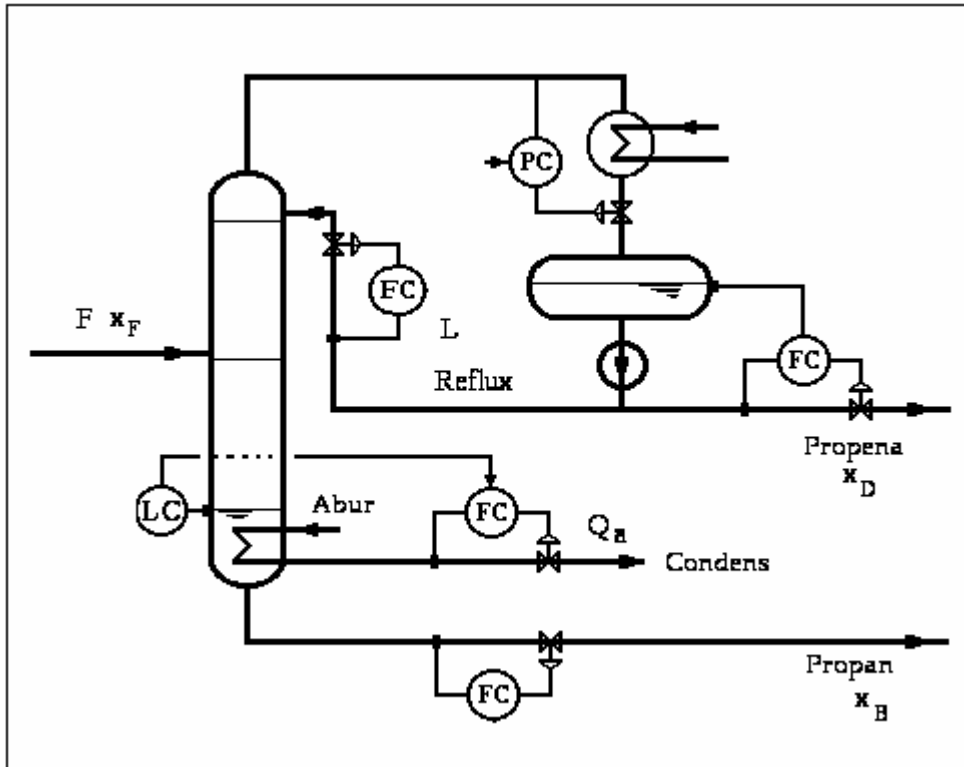 PC
FC
F x_F
L
FC
Reflux
Propena
x_D
LC
Abur
FC
Q_a
Condens
Propan
x_B
FC